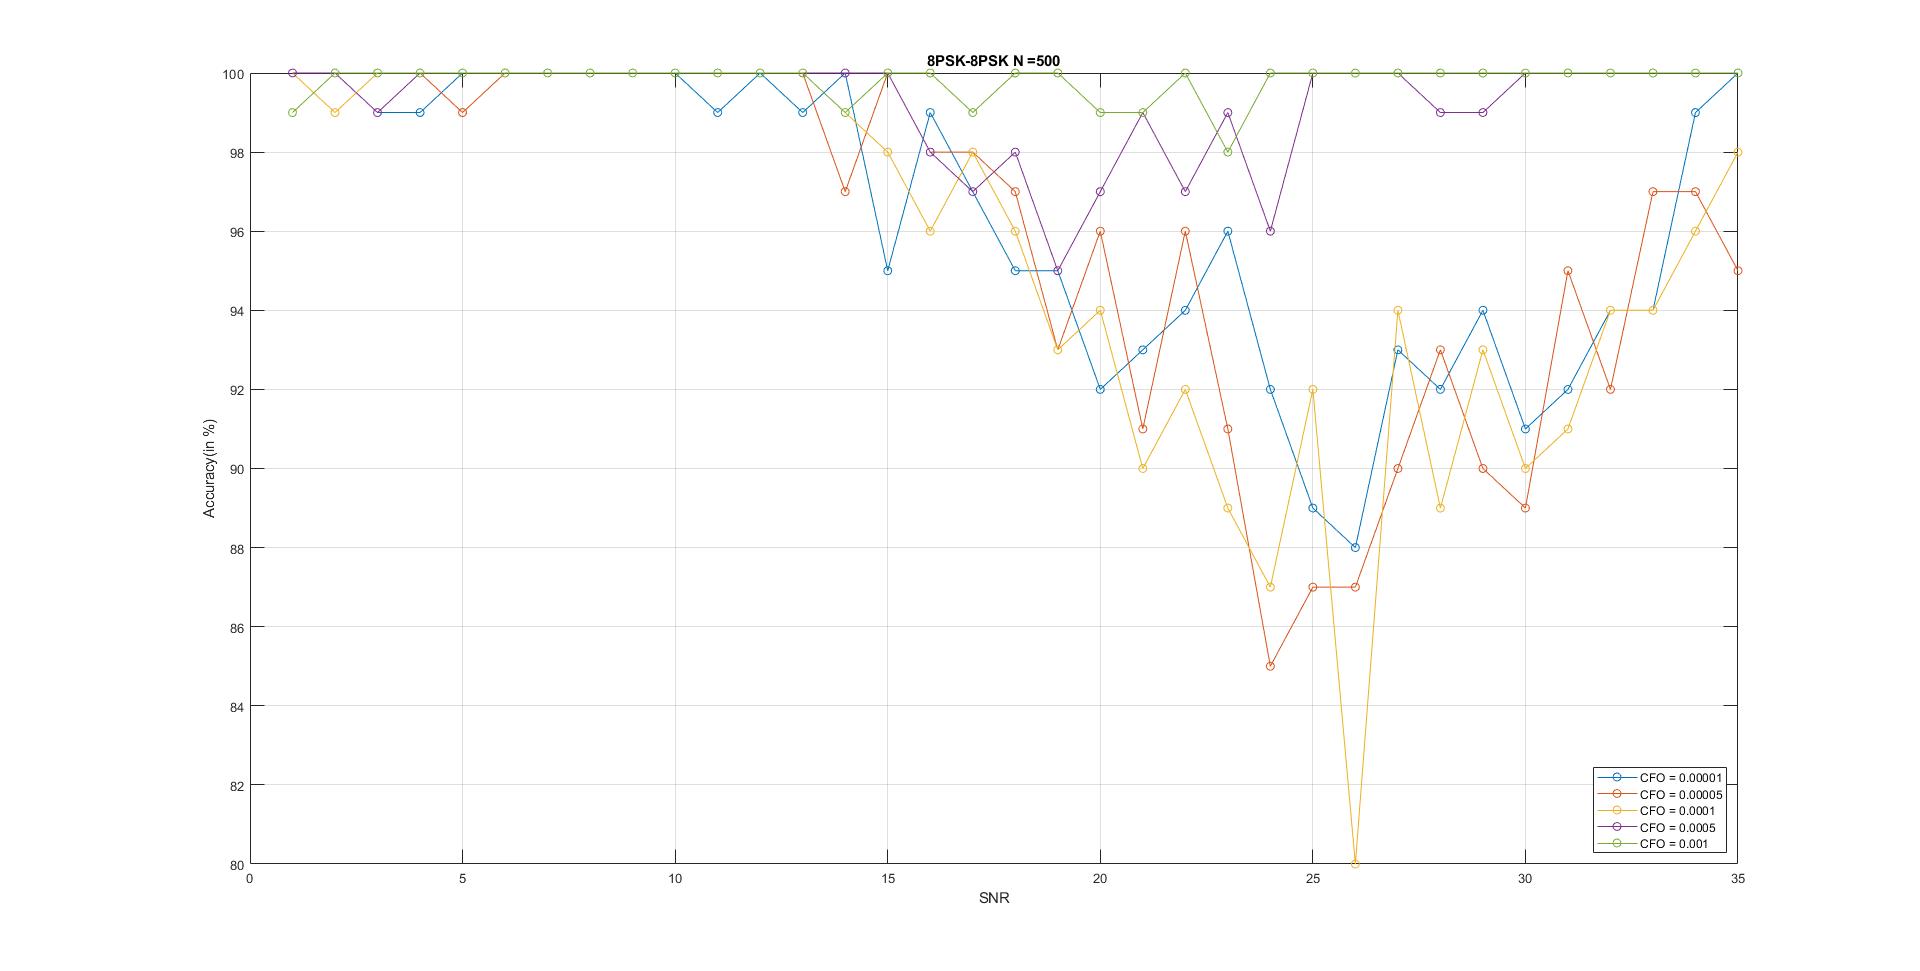 8PSK-8PSK N =500
100
98
96
94
92
90
88
86
84
82
80
Accuracy(in %)
0 5 10 15 20 25 30 35
SNR
CFO = 0.00001
CFO = 0.00005
CFO = 0.0001
CFO = 0.0005
CFO = 0.001